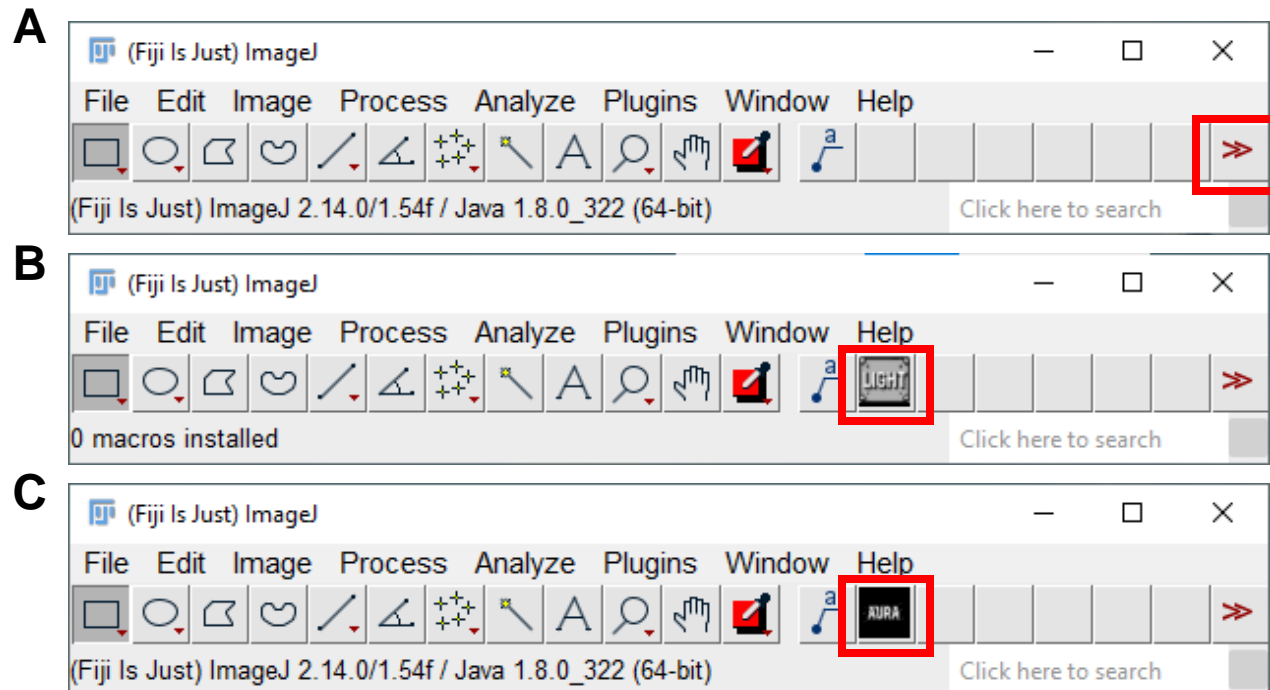 A
(Fiji Is Just) ImageJ
File Edit Image Process Analyze Plugins Window Help
A a >>
(Fiji Is Just) ImageJ 2.14.0/1.54f / Java 1.8.0_322 (64-bit) Click here to search
B
(Fiji Is Just) ImageJ
File Edit Image Process Analyze Plugins Window Help
A a LIGHT >>
0 macros installed Click here to search
C
(Fiji Is Just) ImageJ
File Edit Image Process Analyze Plugins Window Help
A a AURA >>
(Fiji Is Just) ImageJ 2.14.0/1.54f / Java 1.8.0_322 (64-bit) Click here to search